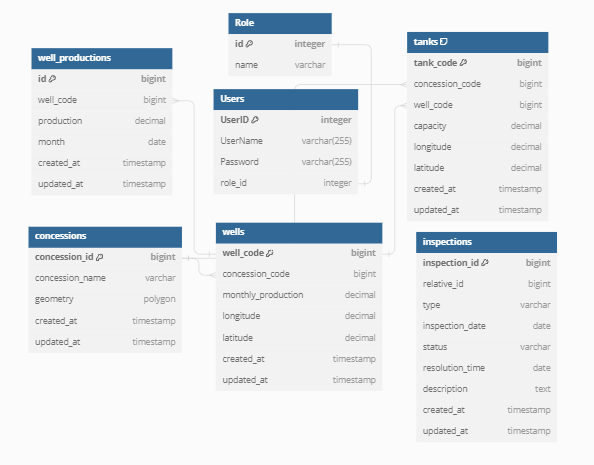 Role
id integer
name varchar
well_productions
id bigint
well_code bigint
production decimal
month date
created_at timestamp
updated_at timestamp
tanks
tank_code bigint
concession_code bigint
well_code bigint
capacity decimal
longitude decimal
latitude decimal
created_at timestamp
updated_at timestamp
Users
UserID integer
UserName varchar(255)
Password varchar(255)
role_id integer
concessions
concession_id bigint
concession_name varchar
geometry polygon
created_at timestamp
updated_at timestamp
wells
well_code bigint
concession_code bigint
monthly_production decimal
longitude decimal
latitude decimal
created_at timestamp
updated_at timestamp
inspections
inspection_id bigint
relative_id bigint
type varchar
inspection_date date
status varchar
resolution_time date
description text
created_at timestamp
updated_at timestamp